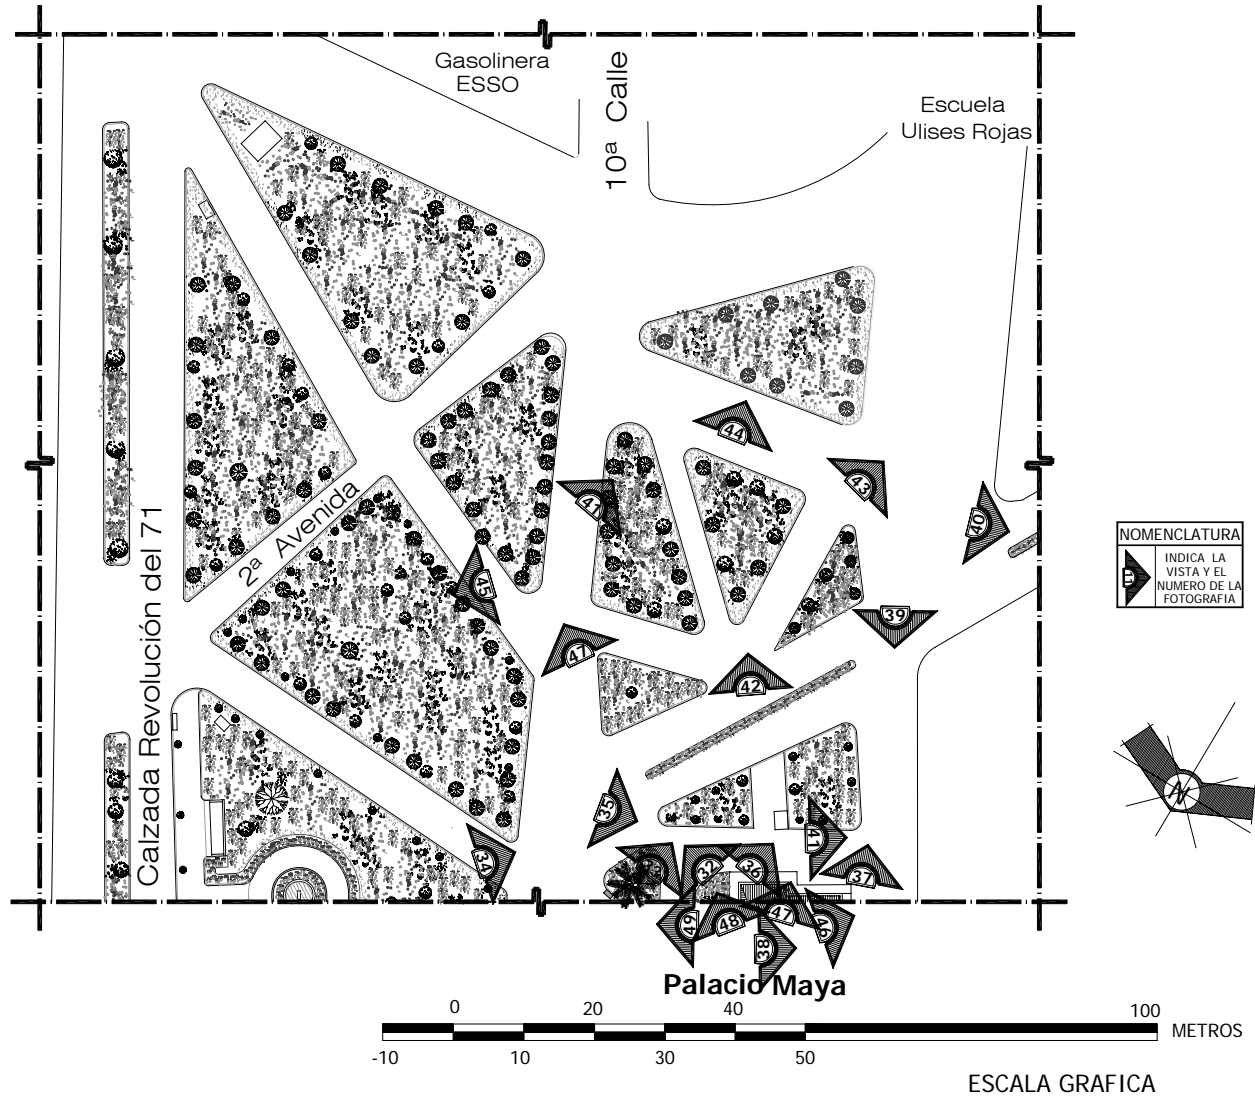 Gasolinera
ESSO
10ª Calle
Escuela
Ulises Rojas
44
43
41
40
45
2ª Avenida
39
47
42
Calzada Revolución del 71
NOMENCLATURA
INDICA LA
VISTA Y EL
NUMERO DE LA
FOTOGRAFIA
N
35
41
34
32
36
37
49
48
47
46
38
Palacio Maya
0 20 40 100
METROS
-10 10 30 50
ESCALA GRAFICA